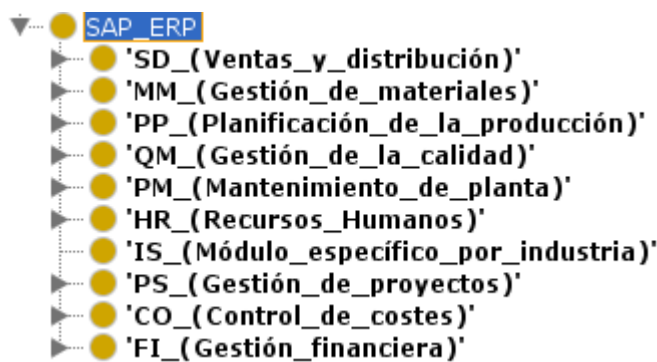 SAP_ERP
'SD_(Ventas_y_distribución)'
'MM_(Gestión_de_materiales)'
'PP_(Planificación_de_la_producción)'
'QM_(Gestión_de_la_calidad)'
'PM_(Mantenimiento_de_planta)'
'HR_(Recursos_Humanos)'
'IS_(Módulo_específico_por_industria)'
'PS_(Gestión_de_proyectos)'
'CO_(Control_de_costes)'
'FI_(Gestión_financiera)'